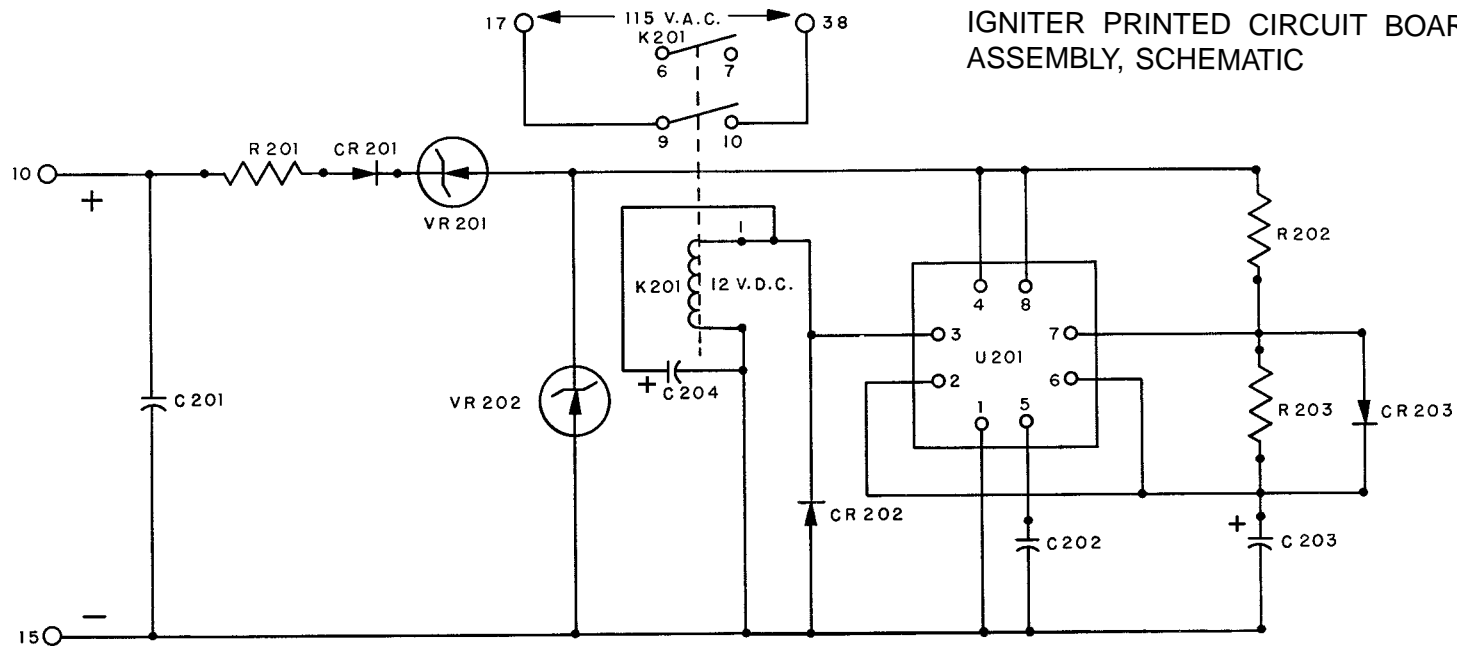 IGNITER PRINTED CIRCUIT BOAR
ASSEMBLY, SCHEMATIC
17
115 V.A.C.
38
K201
6
7
9
10
10
+
R201
CR201
VR201
R202
1
K201
12 V.D.C.
4
8
3
7
U201
2
6
1
5
+
C204
C201
VR202
R203
CR203
CR202
C202
+
C203
15
−